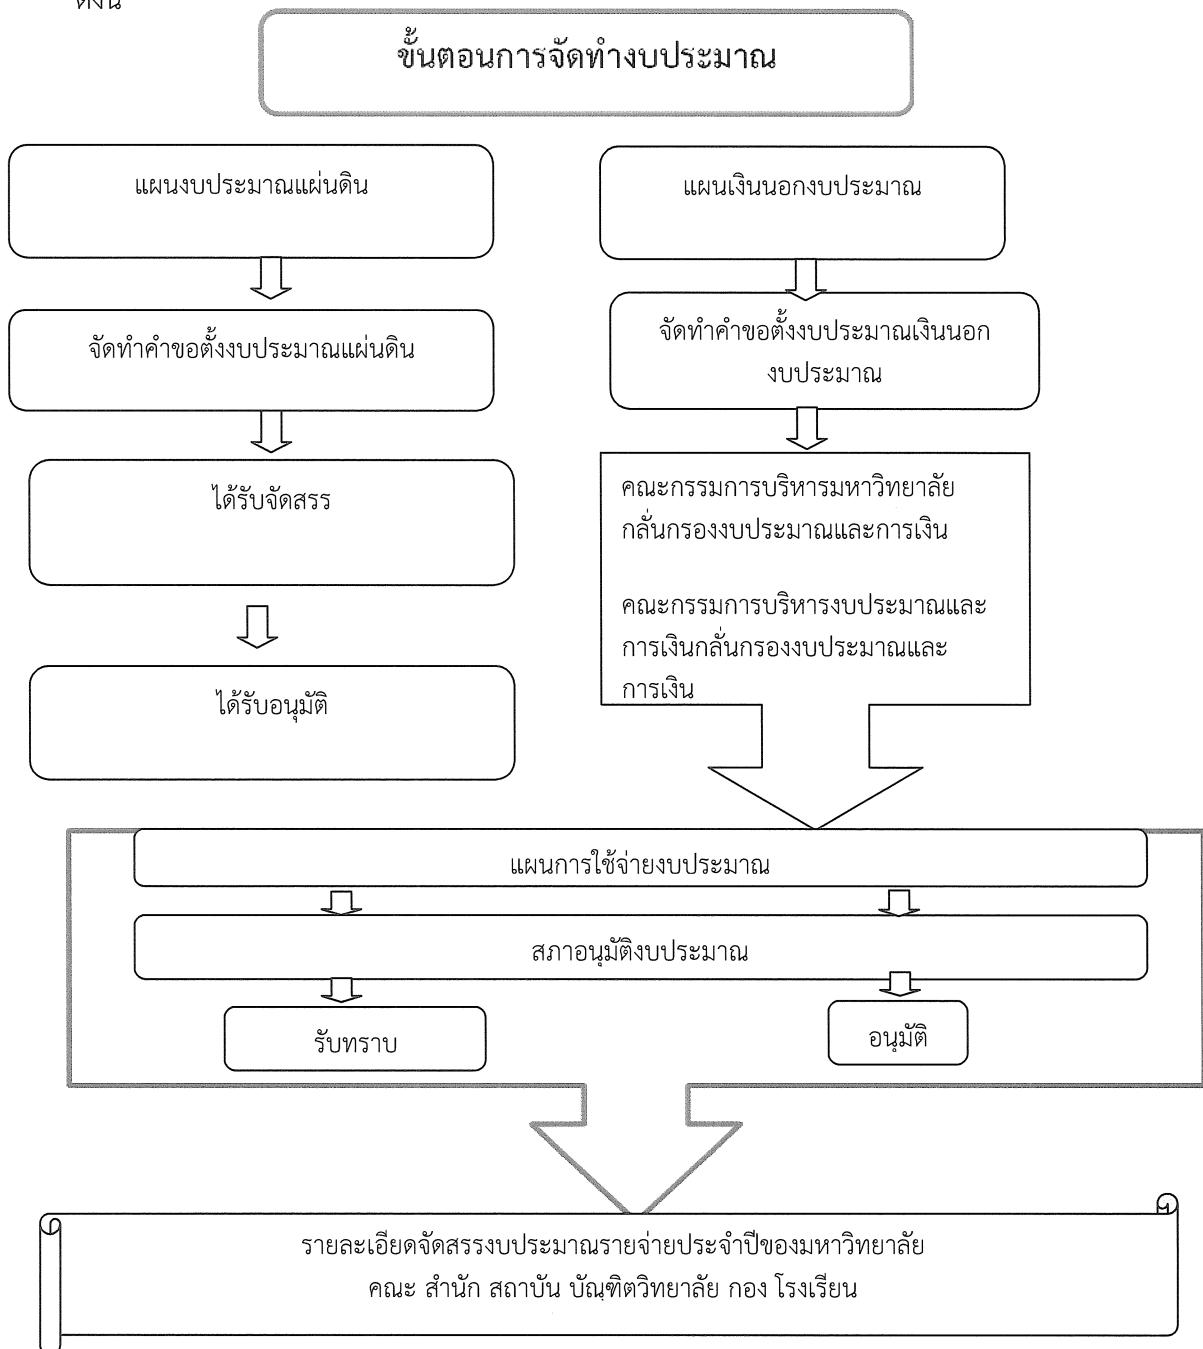 ขั้นตอนการจัดทำงบประมาณ
แผนงบประมาณแผ่นดิน
จัดทำคำขอตั้งงบประมาณแผ่นดิน
ได้รับจัดสรร
ได้รับอนุมัติ
แผนเงินนอกงบประมาณ
จัดทำคำขอตั้งงบประมาณเงินนอก
งบประมาณ
คณะกรรมการบริหารมหาวิทยาลัย
กลั่นกรองงบประมาณและการเงิน
คณะกรรมการบริหารงบประมาณและ
การเงินกลั่นกรองงบประมาณและ
การเงิน
แผนการใช้จ่ายงบประมาณ
สภาอนุมัติงบประมาณ
รับทราบ
อนุมัติ
รายละเอียดจัดสรรงบประมาณรายจ่ายประจำปีของมหาวิทยาลัย
คณะ สำนัก สถาบัน บัณฑิตวิทยาลัย กอง โรงเรียน